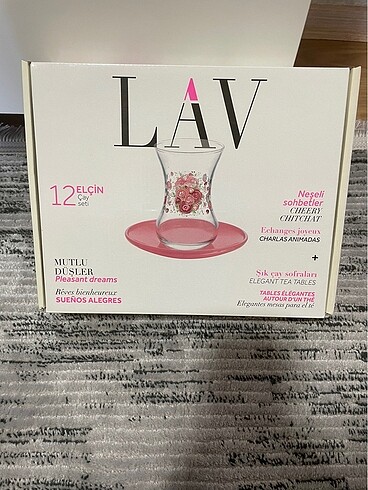 LAV
12 ELÇİN
Çay
seti
MUTLU
DÜŞLER
Pleasant dreams
Rêves bienheureux
SUEÑOS ALEGRES
Neşeli
sohbetler
CHEERY
CHITCHAT
Echanges joyeux
CHARLAS ANIMADAS
+
Şık çay sofraları
ELEGANT TEA TABLES
TABLES ÉLÉGANTES
AUTOUR D'UN THÉ
Elegantes mesas para el té